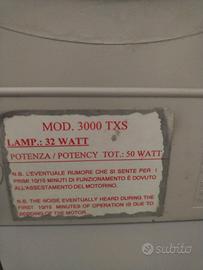 MOD. 3000 TXS
LAMP.: 32 WATT
POTENZA / POTENCY TOT.: 50 WATT
N.B. L'EVENTUALE RUMORE CHE SI SENTE PER I
PRIMI 10/15 MINUTI DI FUNZIONAMENTO È DOVUTO
ALL'ASSESTAMENTO DEL MOTORINO.
N.B. THE NOISE EVENTUALLY HEARD DURING THE
FIRST 10/15 MINUTES OF OPERATION IS DUE TO
BEDDING OF THE MOTOR.
subito